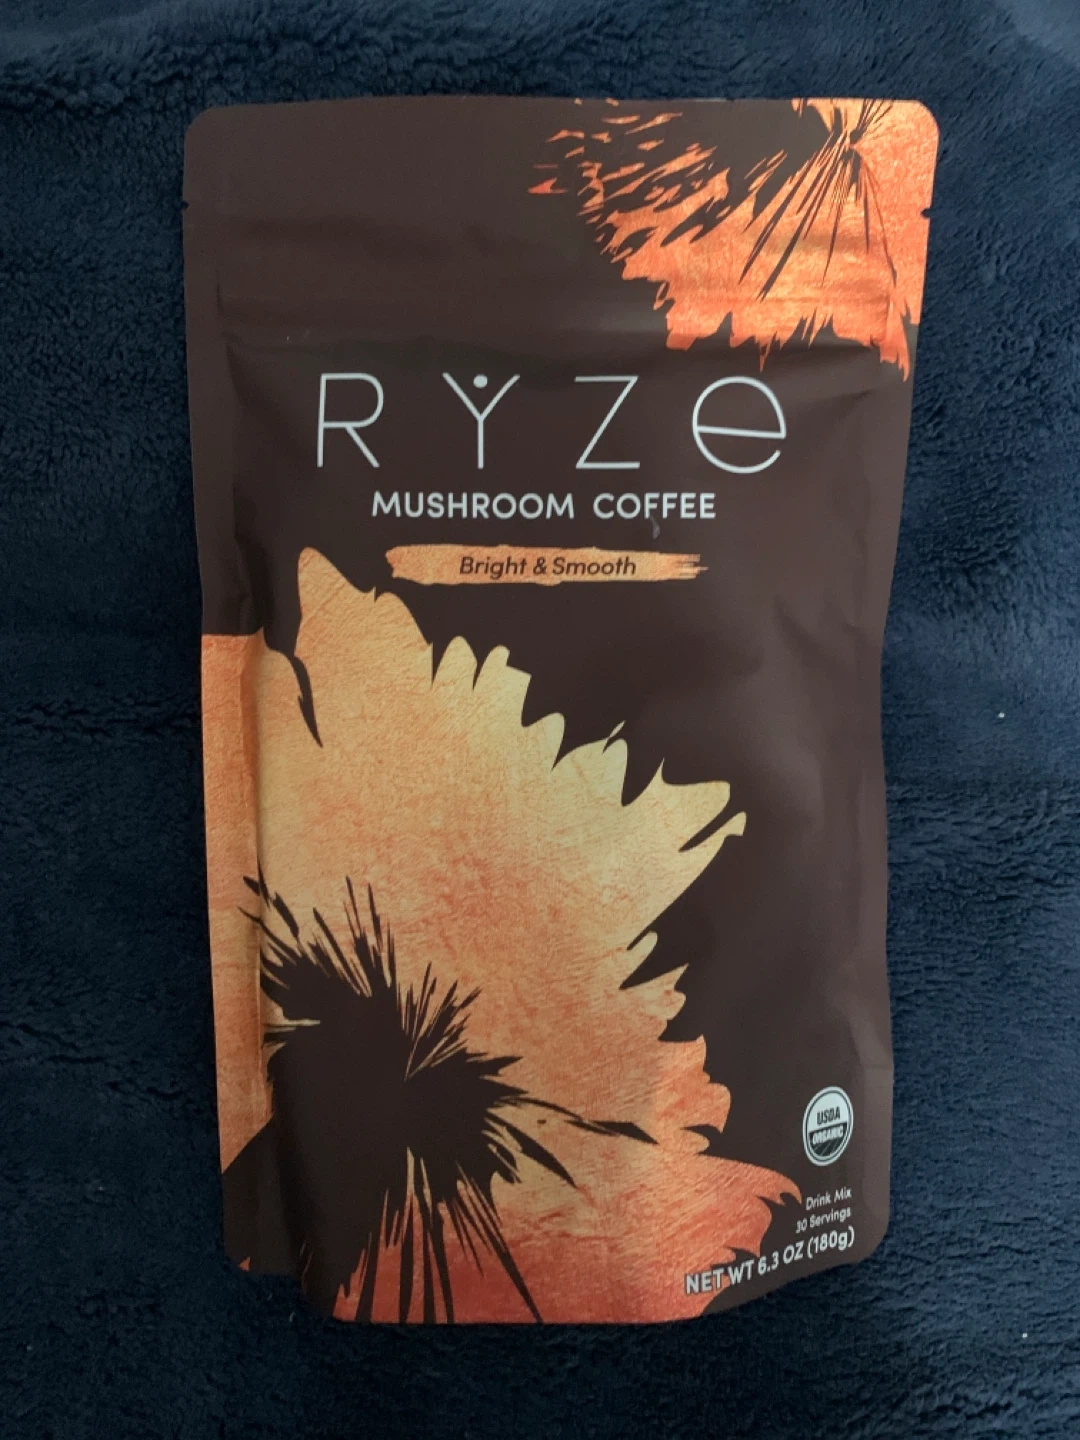 RYZe
MUSHROOM COFFEE
Bright & Smooth
USDA
ORGANIC
Drink Mix
30 Servings
NET WT 6.3 OZ (180g)